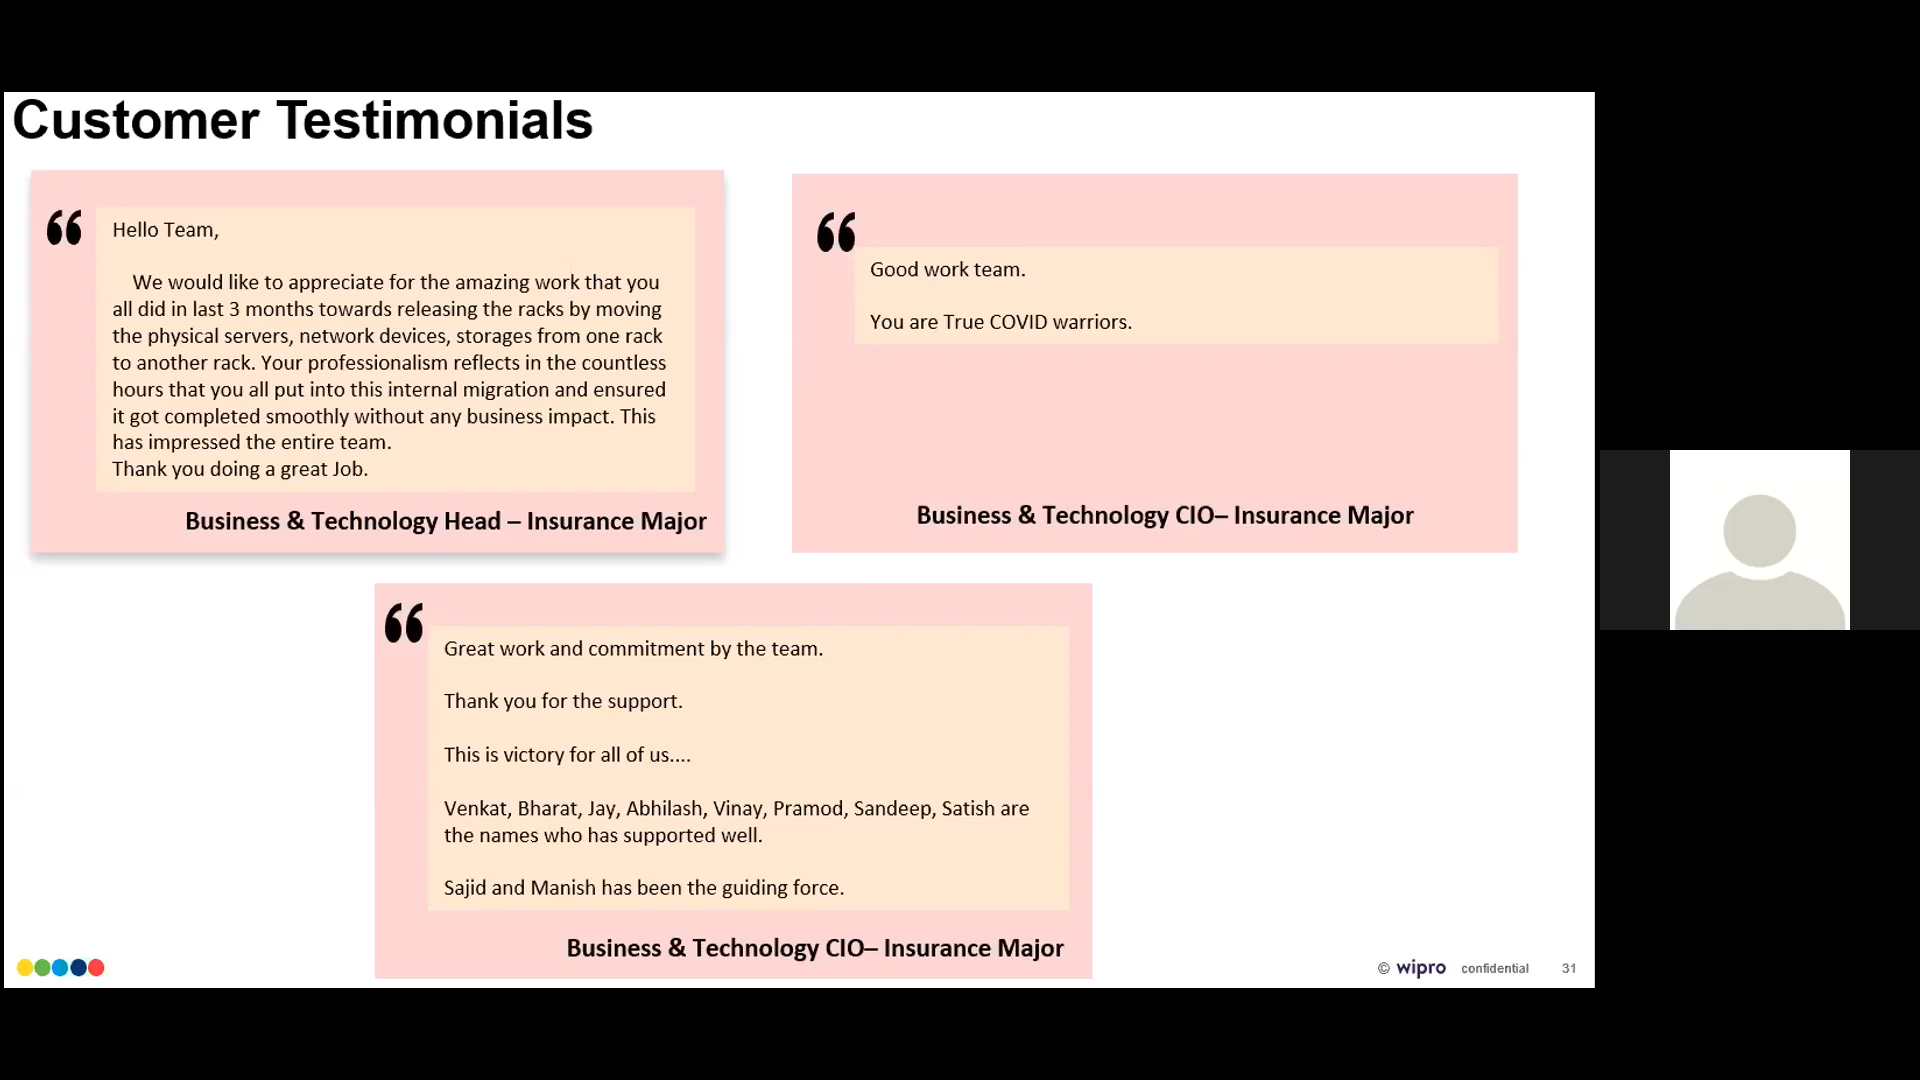 Customer Testimonials
“
Hello Team,
We would like to appreciate for the amazing work that you
all did in last 3 months towards releasing the racks by moving
the physical servers, network devices, storages from one rack
to another rack. Your professionalism reflects in the countless
hours that you all put into this internal migration and ensured
it got completed smoothly without any business impact. This
has impressed the entire team.
Thank you doing a great Job.
Business & Technology Head – Insurance Major
“
Good work team.
You are True COVID warriors.
Business & Technology CIO– Insurance Major
“
Great work and commitment by the team.
Thank you for the support.
This is victory for all of us....
Venkat, Bharat, Jay, Abhilash, Vinay, Pramod, Sandeep, Satish are
the names who has supported well.
Sajid and Manish has been the guiding force.
Business & Technology CIO– Insurance Major
© wipro confidential 31